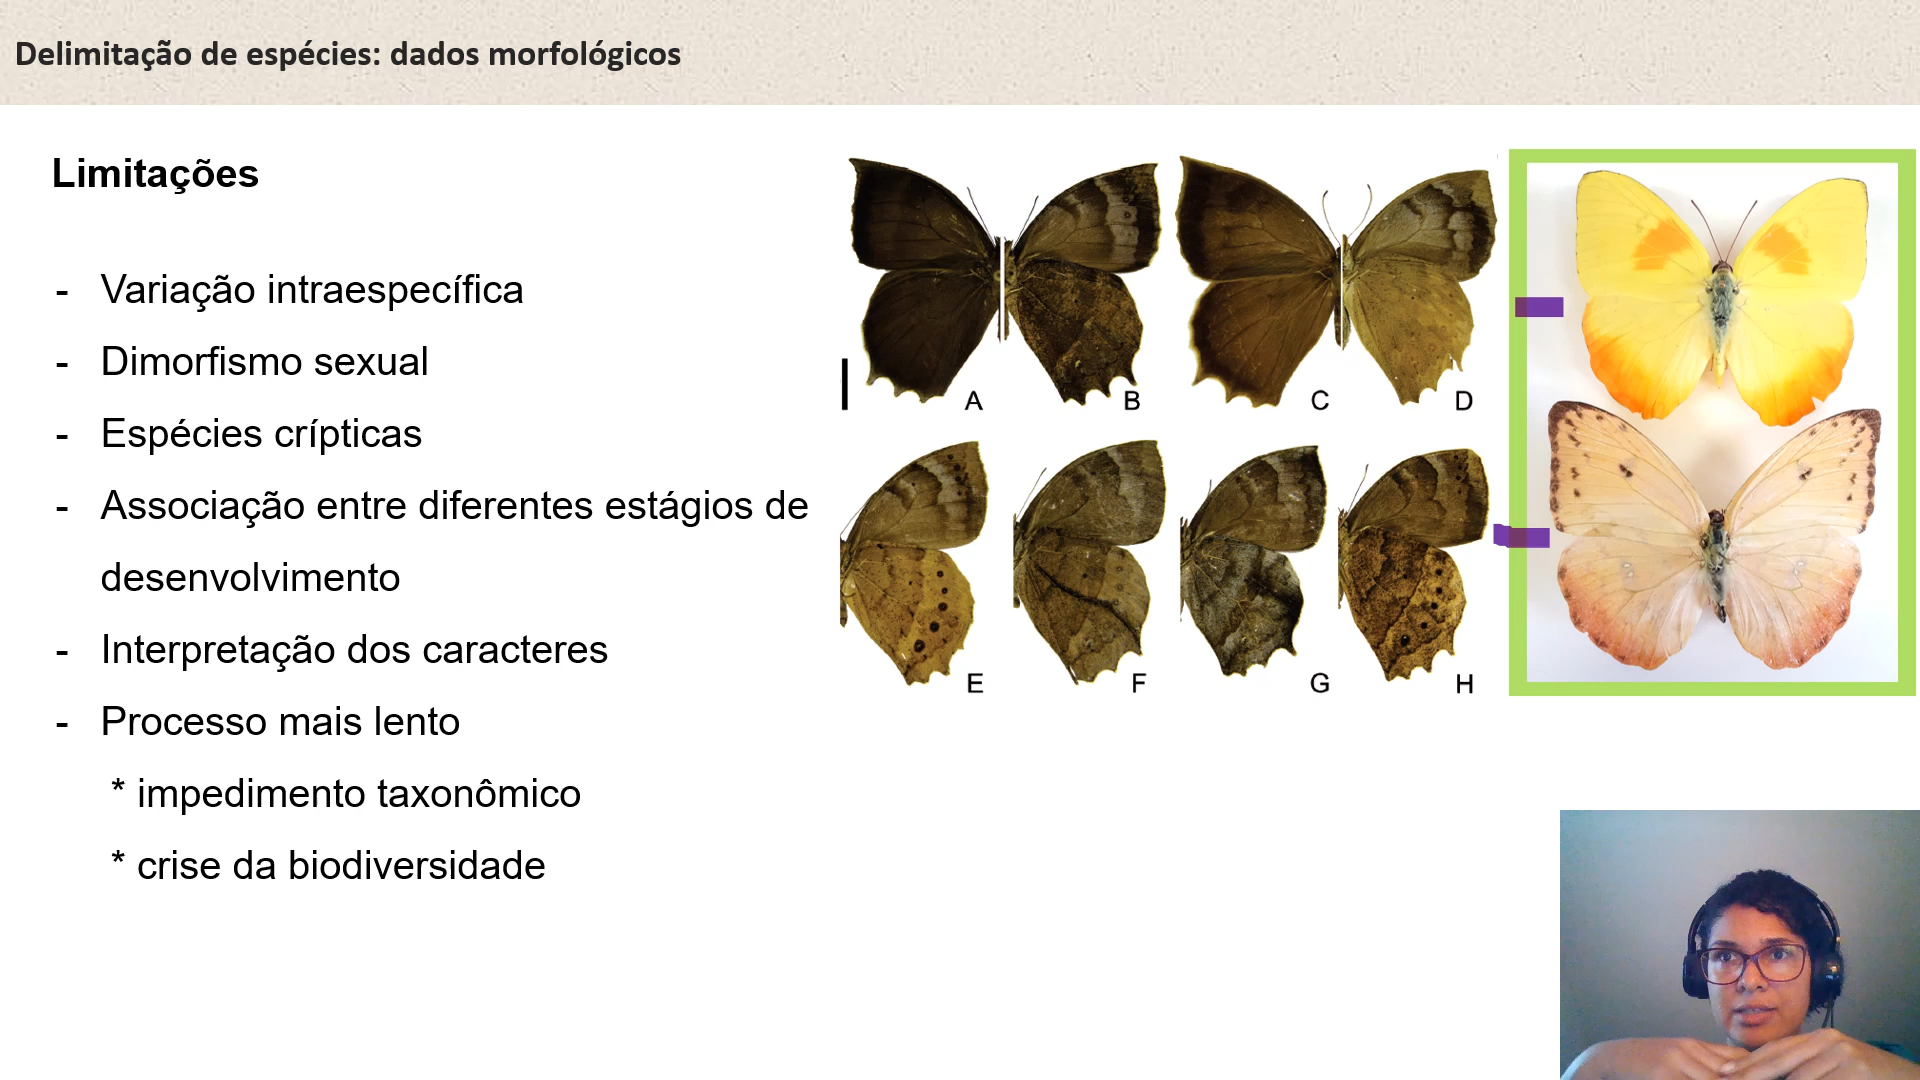 Delimitação de espécies: dados morfológicos
Limitações
- Variação intraespecífica
- Dimorfismo sexual
- Espécies crípticas
- Associação entre diferentes estágios de
desenvolvimento
- Interpretação dos caracteres
- Processo mais lento
* impedimento taxonômico
* crise da biodiversidade
A B C D
E F G H